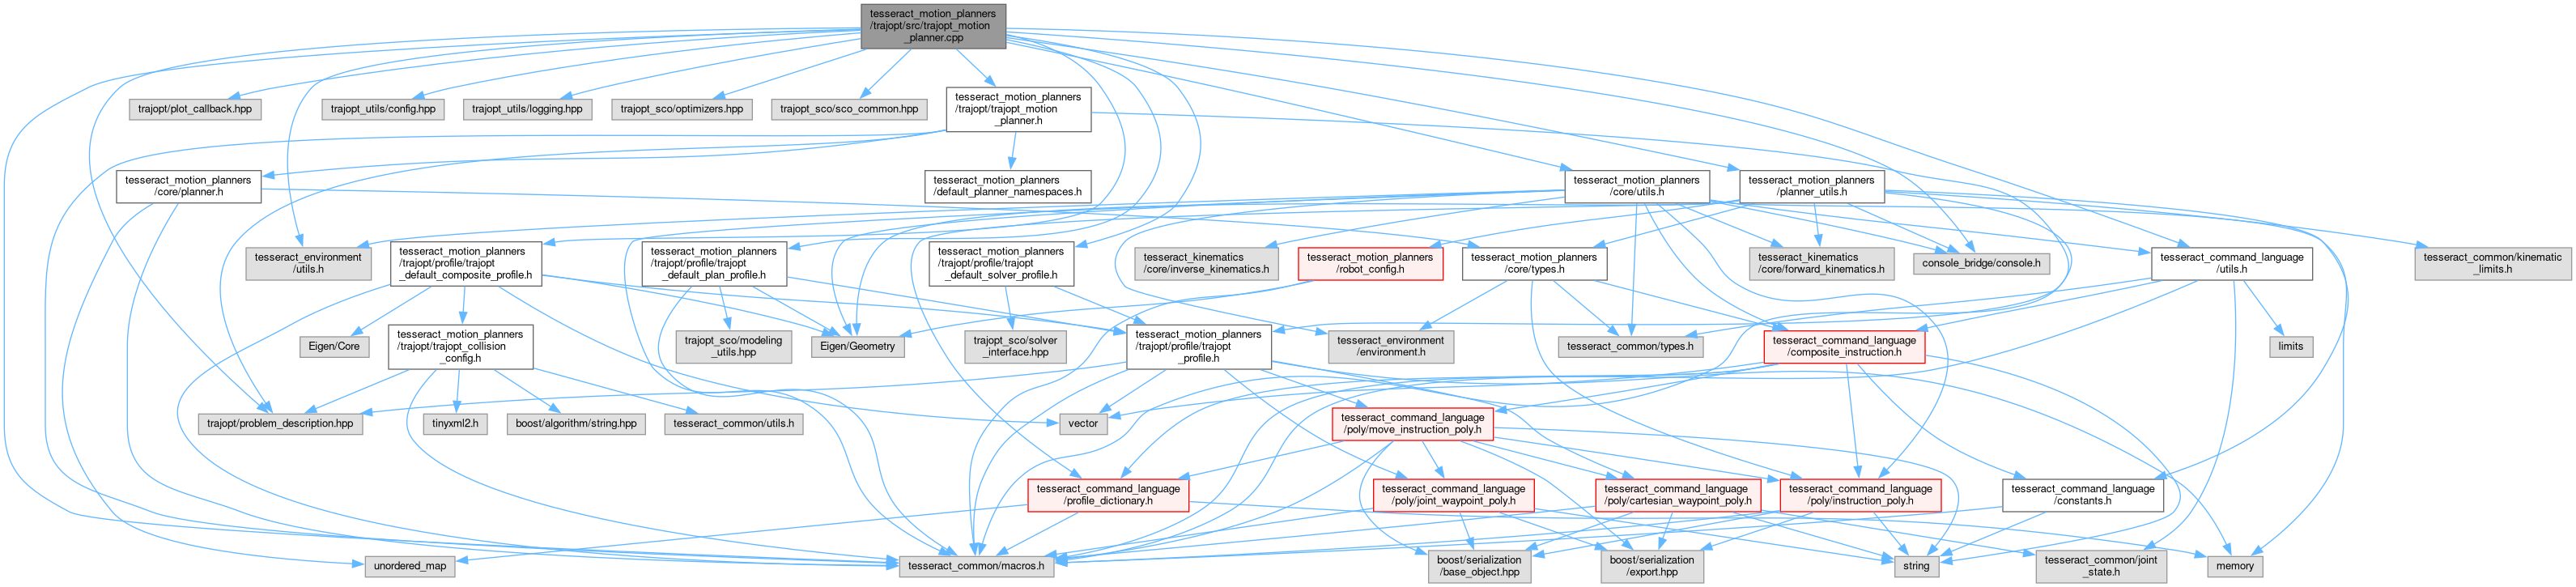 tesseract_motion_planners
/trajopt/src/trajopt_motion
_planner.cpp
trajopt/plot_callback.hpp
trajopt_utils/config.hpp
trajopt_utils/logging.hpp
trajopt_sco/optimizers.hpp
trajopt_sco/sco_common.hpp
tesseract_motion_planners
/trajopt/trajopt_motion
_planner.h
tesseract_motion_planners
/core/planner.h
tesseract_motion_planners
/default_planner_namespaces.h
tesseract_motion_planners
/core/utils.h
tesseract_motion_planners
/planner_utils.h
tesseract_environment
/utils.h
tesseract_motion_planners
/trajopt/profile/trajopt
_default_composite_profile.h
tesseract_motion_planners
/trajopt/profile/trajopt
_default_plan_profile.h
tesseract_motion_planners
/trajopt/profile/trajopt
_default_solver_profile.h
tesseract_kinematics
/core/inverse_kinematics.h
tesseract_motion_planners
/robot_config.h
tesseract_motion_planners
/core/types.h
tesseract_kinematics
/core/forward_kinematics.h
console_bridge/console.h
tesseract_command_language
/utils.h
tesseract_common/kinematic
_limits.h
Eigen/Core
tesseract_motion_planners
/trajopt/trajopt_collision
_config.h
trajopt_sco/modeling
_utils.hpp
Eigen/Geometry
trajopt_sco/solver
_interface.hpp
tesseract_motion_planners
/trajopt/profile/trajopt
_profile.h
tesseract_environment
/environment.h
tesseract_common/types.h
tesseract_command_language
/composite_instruction.h
limits
trajopt/problem_description.hpp
tinyxml2.h
boost/algorithm/string.hpp
tesseract_common/utils.h
vector
tesseract_command_language
/poly/move_instruction_poly.h
tesseract_command_language
/profile_dictionary.h
tesseract_command_language
/poly/joint_waypoint_poly.h
tesseract_command_language
/poly/cartesian_waypoint_poly.h
tesseract_command_language
/poly/instruction_poly.h
tesseract_command_language
/constants.h
unordered_map
tesseract_common/macros.h
boost/serialization
/base_object.hpp
boost/serialization
/export.hpp
string
tesseract_common/joint
_state.h
memory